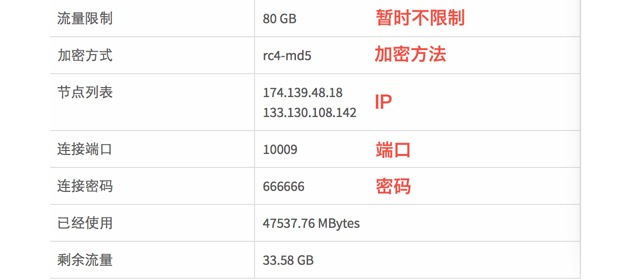 流量限制 80 GB 暂时不限制
加密方式 rc4-md5 加密方法
节点列表 174.139.48.18
133.130.108.142 IP
连接端口 10009 端口
连接密码 666666 密码
已经使用 47537.76 MBytes
剩余流量 33.58 GB